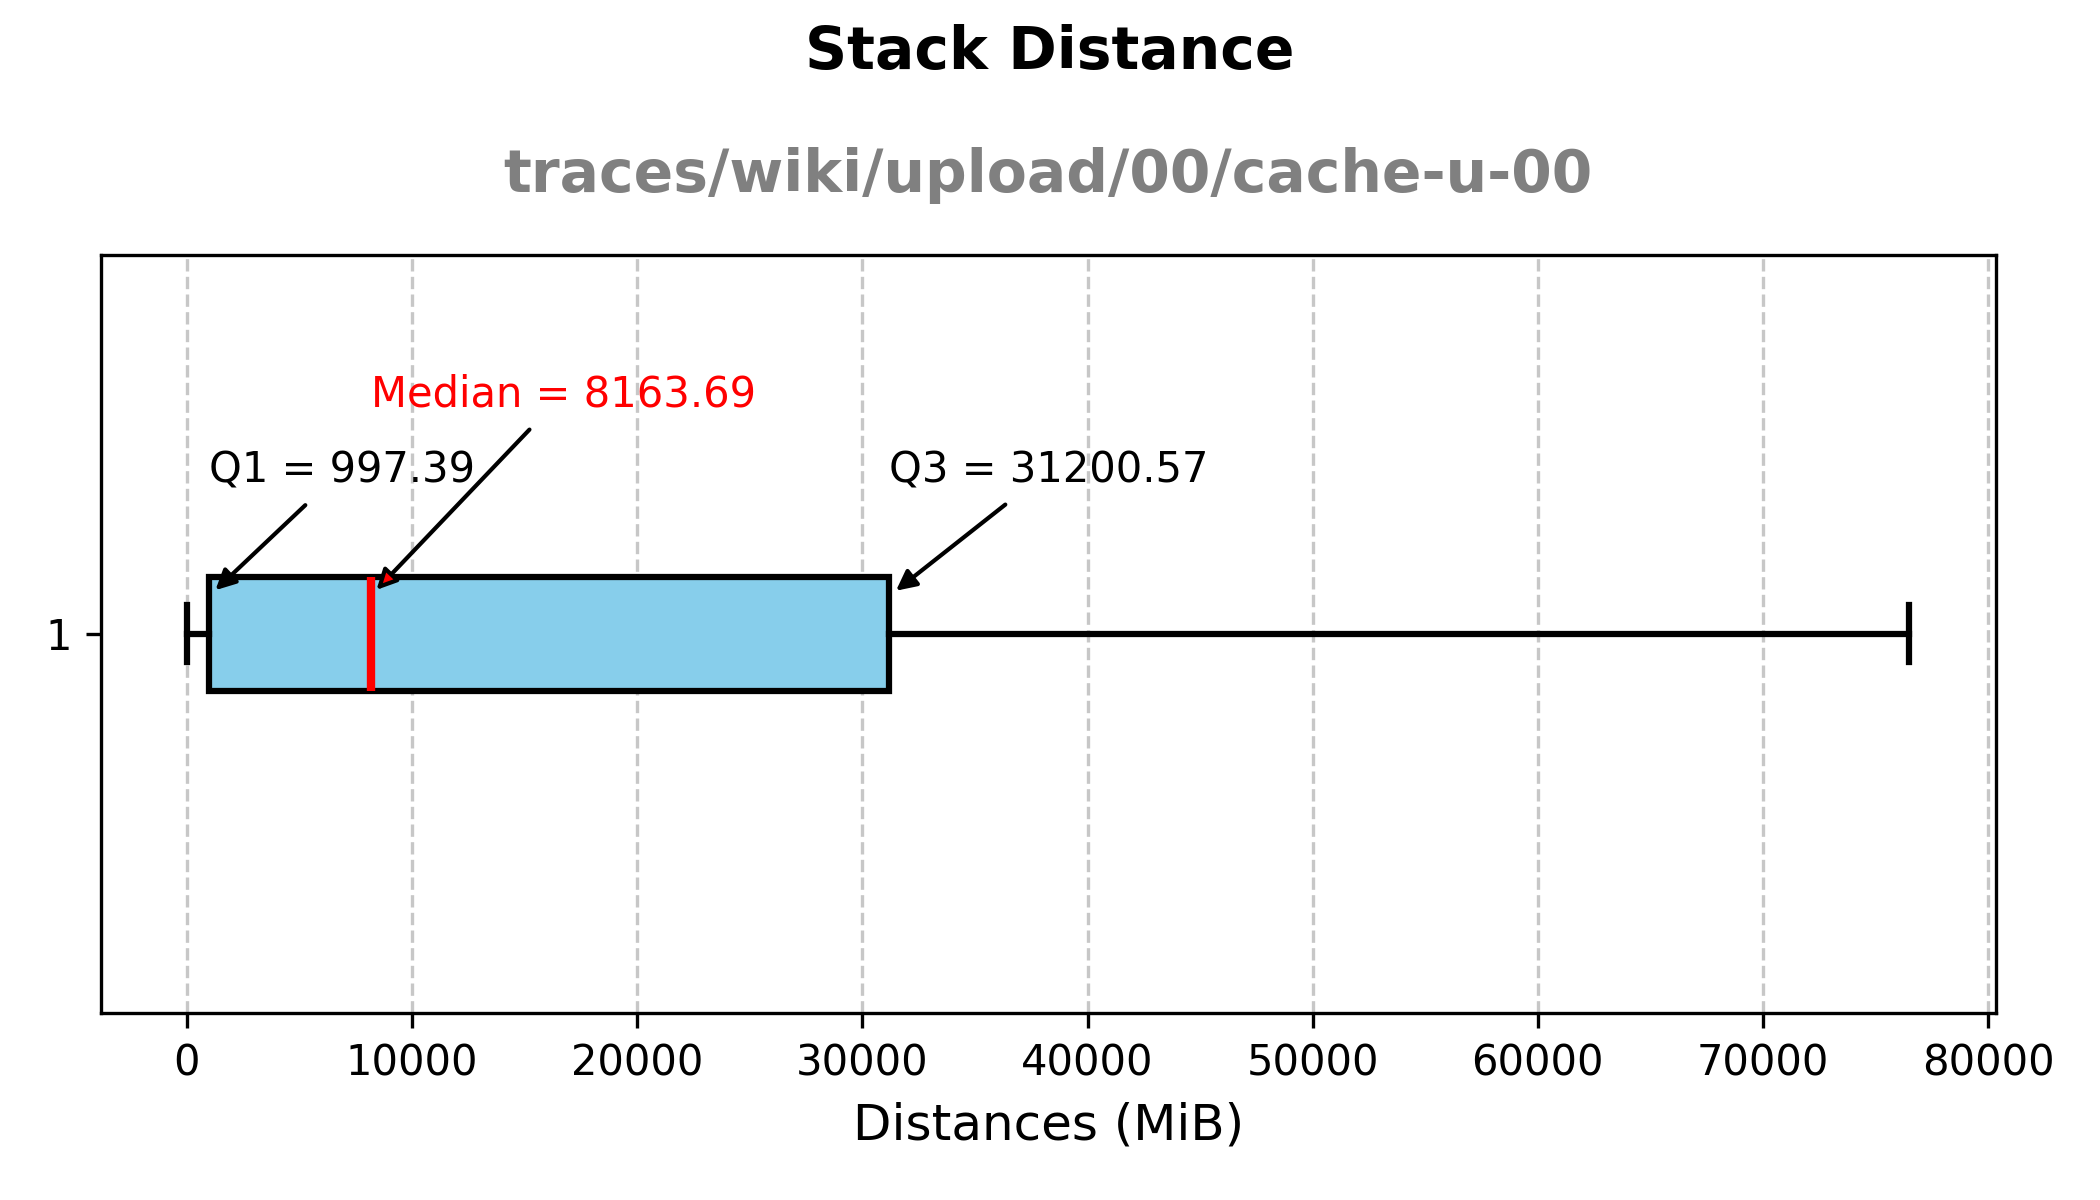 Stack Distance
traces/wiki/upload/00/cache-u-00
Median = 8163.69
Q1 = 997.39
Q3 = 31200.57
1
0 10000 20000 30000 40000 50000 60000 70000 80000
Distances (MiB)